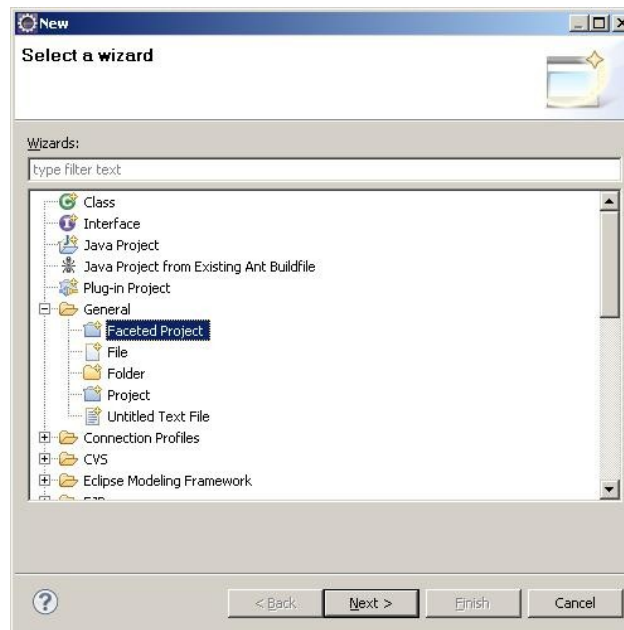 New
Select a wizard
Wizards:
type filter text
Class
Interface
Java Project
Java Project from Existing Ant Buildfile
Plug-in Project
General
Faceted Project
File
Folder
Project
Untitled Text File
Connection Profiles
CVS
Eclipse Modeling Framework
< Back Next > Finish Cancel